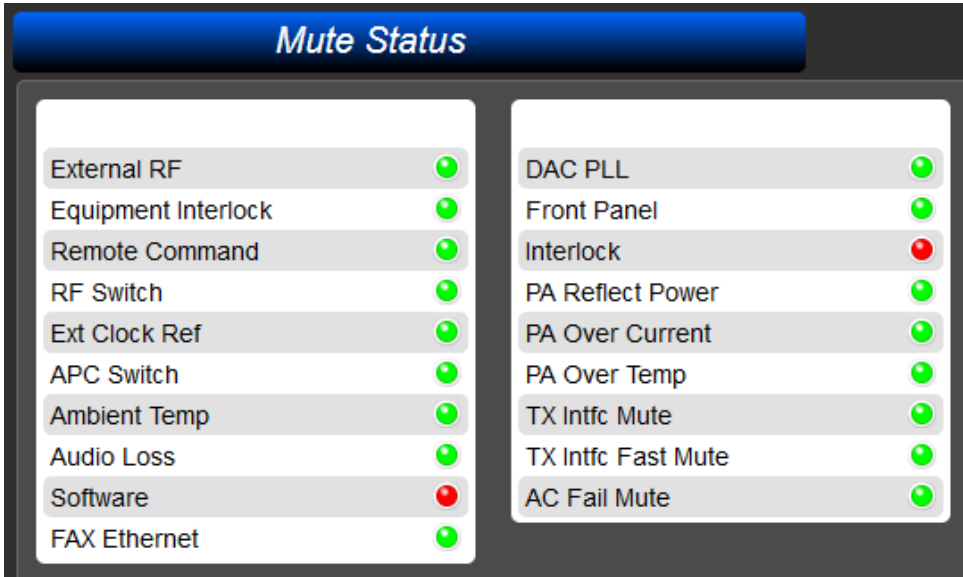 Mute Status
External RF
Equipment Interlock
Remote Command
RF Switch
Ext Clock Ref
APC Switch
Ambient Temp
Audio Loss
Software
FAX Ethernet
DAC PLL
Front Panel
Interlock
PA Reflect Power
PA Over Current
PA Over Temp
TX Intfc Mute
TX Intfc Fast Mute
AC Fail Mute